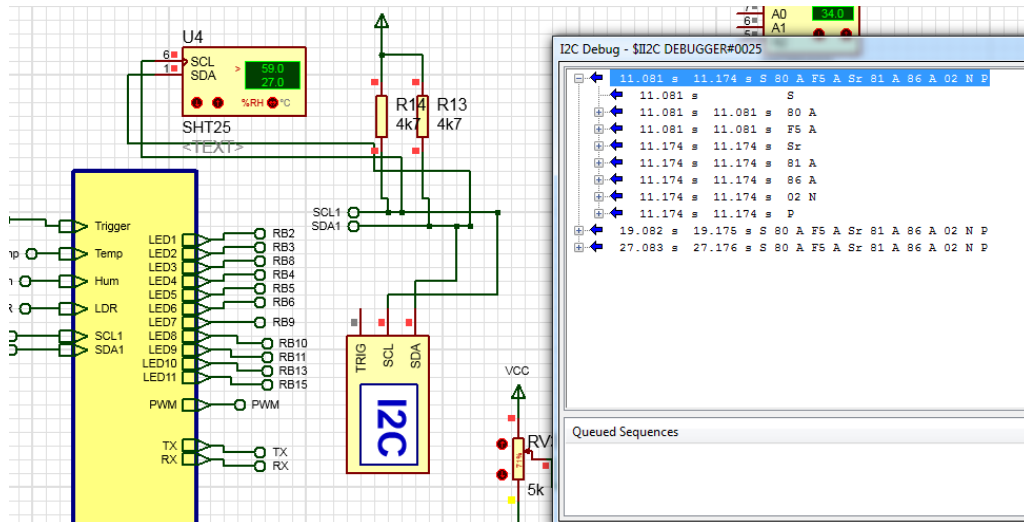 U4
6
1
SCL
SDA
>
59.0
27.0
%RH
°C
SHT25
<TEXT>
R14
4k7
R13
4k7
A0
A1
34.0
SCL1
SDA1
Trigger
Temp
Hum
LDR
SCL1
SDA1
LED1
LED2
LED3
LED4
LED5
LED6
LED7
LED8
LED9
LED10
LED11
PWM
TX
RX
RB2
RB3
RB8
RB4
RB5
RB6
RB9
RB10
RB11
RB13
RB15
PWM
TX
RX
TRIG
SCL
SDA
I2C
VCC
5k
I2C Debug - $II2C DEBUGGER#0025
11.081 s 11.174 s S 80 A F5 A Sr 81 A 86 A 02 N P
11.081 s S
11.081 s 11.081 s 80 A
11.081 s 11.081 s F5 A
11.174 s 11.174 s Sr
11.174 s 11.174 s 81 A
11.174 s 11.174 s 86 A
11.174 s 11.174 s 02 N
11.174 s 11.174 s P
19.082 s 19.175 s S 80 A F5 A Sr 81 A 86 A 02 N P
27.083 s 27.176 s S 80 A F5 A Sr 81 A 86 A 02 N P
Queued Sequences